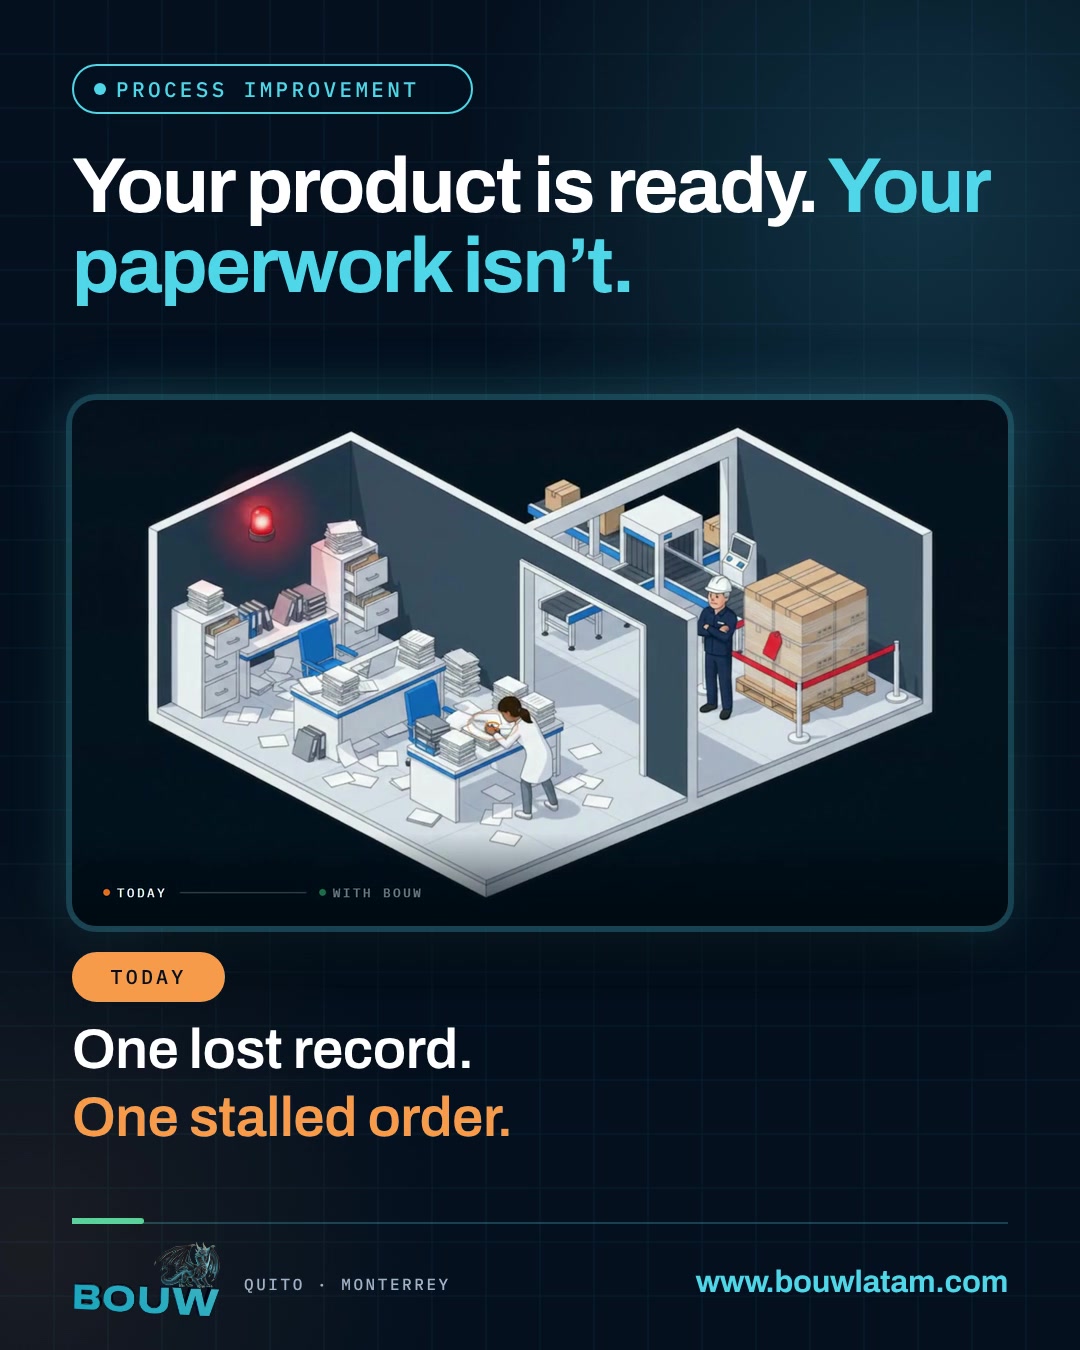 PROCESS IMPROVEMENT
Your product is ready. Your
paperwork isn’t.
TODAY
WITH BOUW
TODAY
One lost record.
One stalled order.
BOUW
QUITO · MONTERREY
www.bouwlatam.com